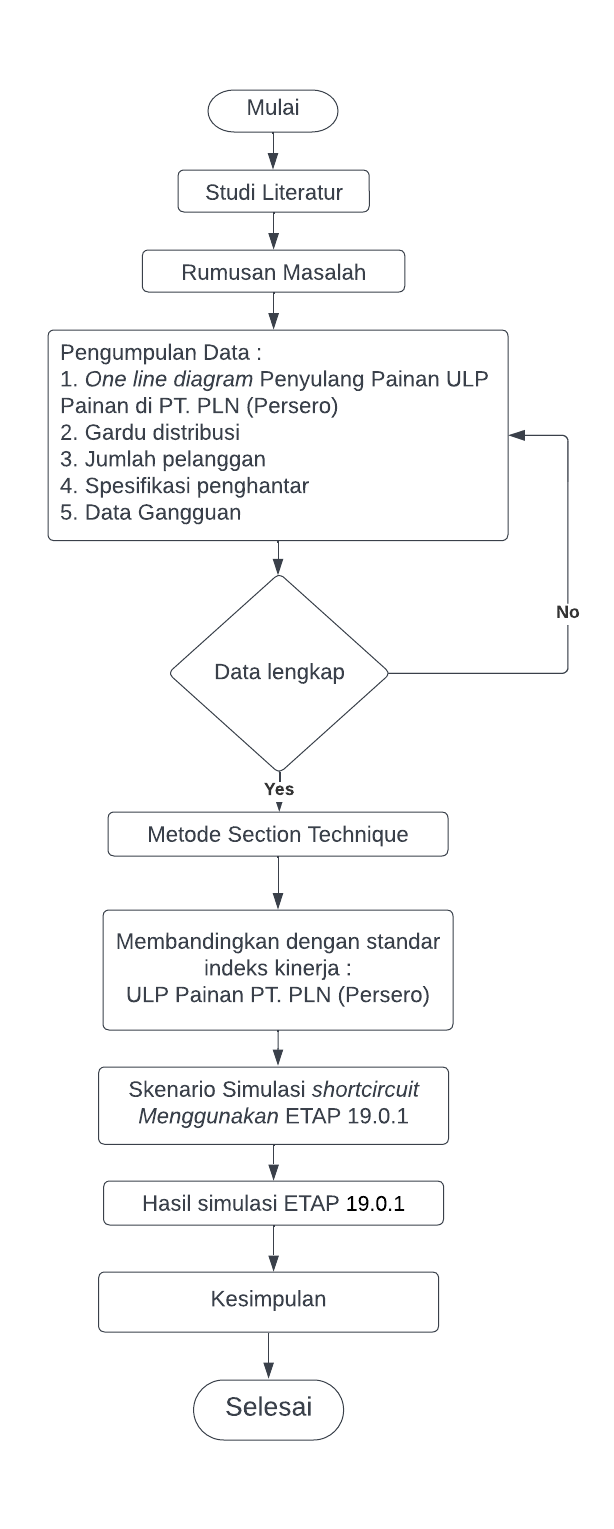 Mulai
Studi Literatur
Rumusan Masalah
Pengumpulan Data :
1. One line diagram Penyulang Painan ULP
Painan di PT. PLN (Persero)
2. Gardu distribusi
3. Jumlah pelanggan
4. Spesifikasi penghantar
5. Data Gangguan
No
Data lengkap
Yes
Metode Section Technique
Membandingkan dengan standar
indeks kinerja :
ULP Painan PT. PLN (Persero)
Skenario Simulasi shortcircuit
Menggunakan ETAP 19.0.1
Hasil simulasi ETAP 19.0.1
Kesimpulan
Selesai